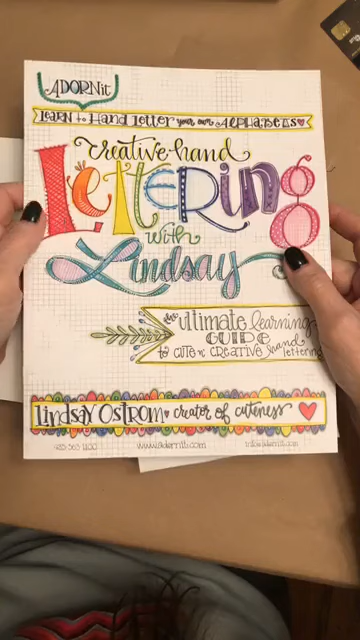 ADORNit
LEARN to Hand Letter your own ALPHABETS
creative hand
LetTERing
with
Lindsay
an ultimate learning
GUIDE
to CUTE n CREATIVE hand lettering
Lindsay Ostrom creator of cuteness
www.adornit.com